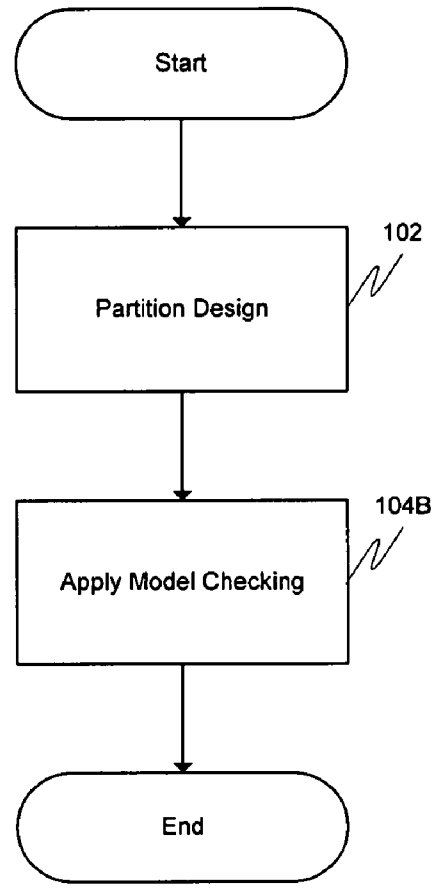 Start
102
Partition Design
104B
Apply Model Checking
End